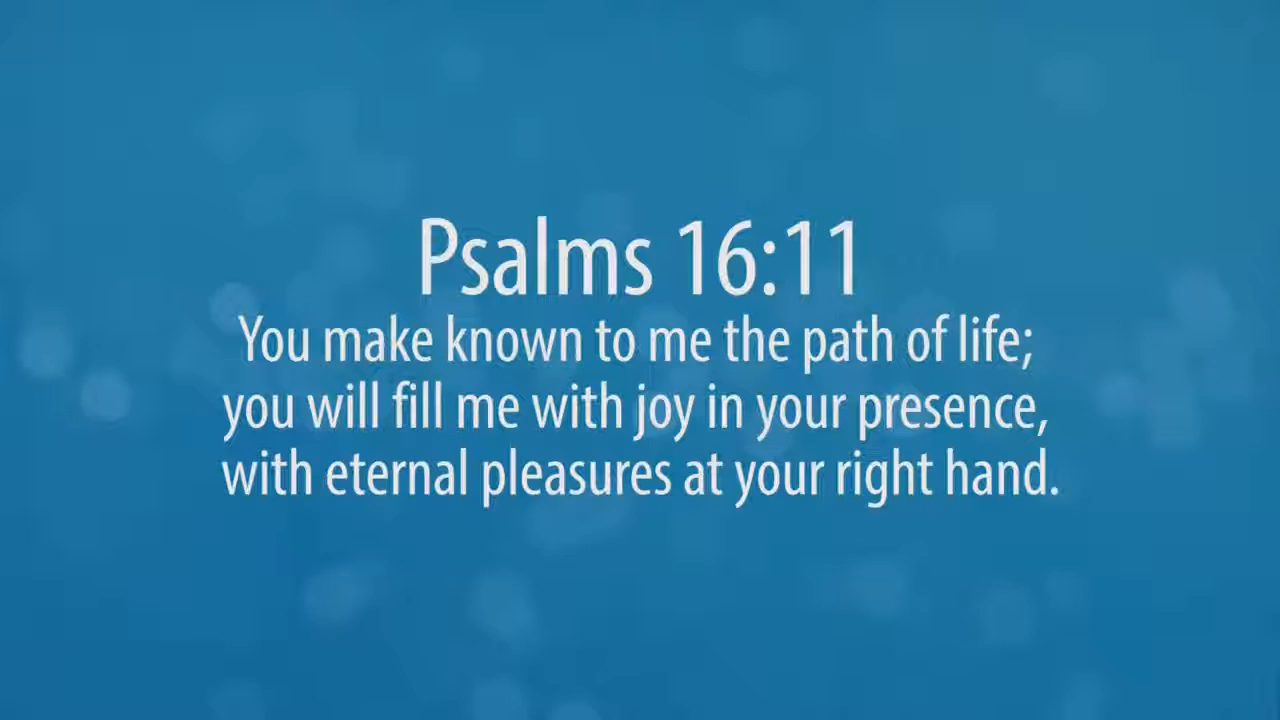 Psalms 16:11
You make known to me the path of life;
you will fill me with joy in your presence,
with eternal pleasures at your right hand.